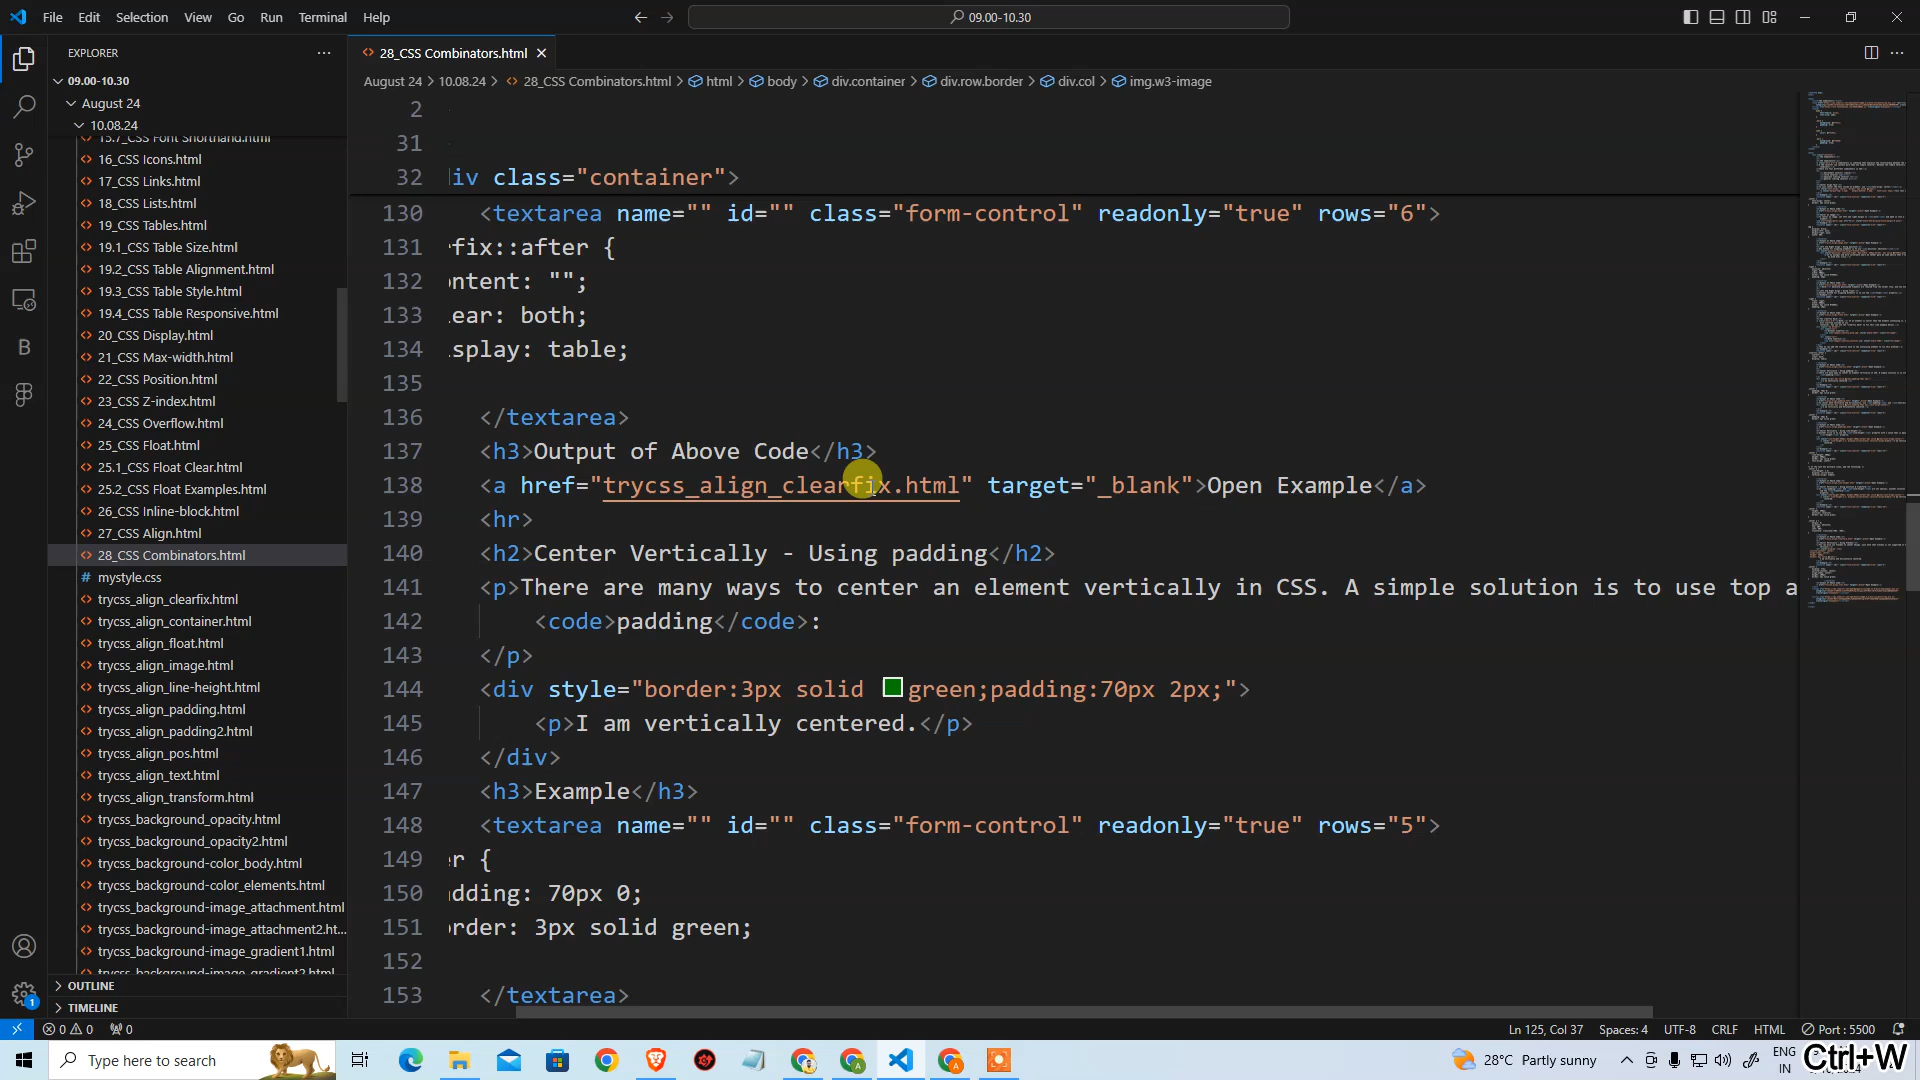 File Edit Selection View Go Run Terminal Help
09.00-10.30
EXPLORER
28_CSS Combinators.html
09.00-10.30
August 24
10.08.24
August 24 > 10.08.24 > 28_CSS Combinators.html > html > body > div.container > div.row.border > div.col > img.w3-image
16_CSS Icons.html
17_CSS Links.html
18_CSS Lists.html
19_CSS Tables.html
19.1_CSS Table Size.html
19.2_CSS Table Alignment.html
19.3_CSS Table Style.html
19.4_CSS Table Responsive.html
20_CSS Display.html
21_CSS Max-width.html
22_CSS Position.html
23_CSS Z-index.html
24_CSS Overflow.html
25_CSS Float.html
25.1_CSS Float Clear.html
25.2_CSS Float Examples.html
26_CSS Inline-block.html
27_CSS Align.html
28_CSS Combinators.html
mystyle.css
trycss_align_clearfix.html
trycss_align_container.html
trycss_align_float.html
trycss_align_image.html
trycss_align_line-height.html
trycss_align_padding.html
trycss_align_padding2.html
trycss_align_pos.html
trycss_align_text.html
trycss_align_transform.html
trycss_background_opacity.html
trycss_background_opacity2.html
trycss_background-color_body.html
trycss_background-color_elements.html
trycss_background-image_attachment.html
trycss_background-image_attachment2.ht...
trycss_background-image_gradient1.html
trycss_background-image_gradient2.html
OUTLINE
TIMELINE
2
31
32 iv class="container">
130 <textarea name="" id="" class="form-control" readonly="true" rows="6">
131 fix::after {
132 ntent: "";
133 ear: both;
134 splay: table;
135
136 </textarea>
137 <h3>Output of Above Code</h3>
138 <a href="trycss_align_clearfix.html" target="_blank">Open Example</a>
139 <hr>
140 <h2>Center Vertically - Using padding</h2>
141 <p>There are many ways to center an element vertically in CSS. A simple solution is to use top a
142 <code>padding</code>:
143 </p>
144 <div style="border:3px solid green;padding:70px 2px;">
145 <p>I am vertically centered.</p>
146 </div>
147 <h3>Example</h3>
148 <textarea name="" id="" class="form-control" readonly="true" rows="5">
149 er {
150 dding: 70px 0;
151 rder: 3px solid green;
152
153 </textarea>
0 0 0 Ln 125, Col 37 Spaces: 4 UTF-8 CRLF HTML Port : 5500
Type here to search 28°C Partly sunny ENG
IN
Ctrl+W